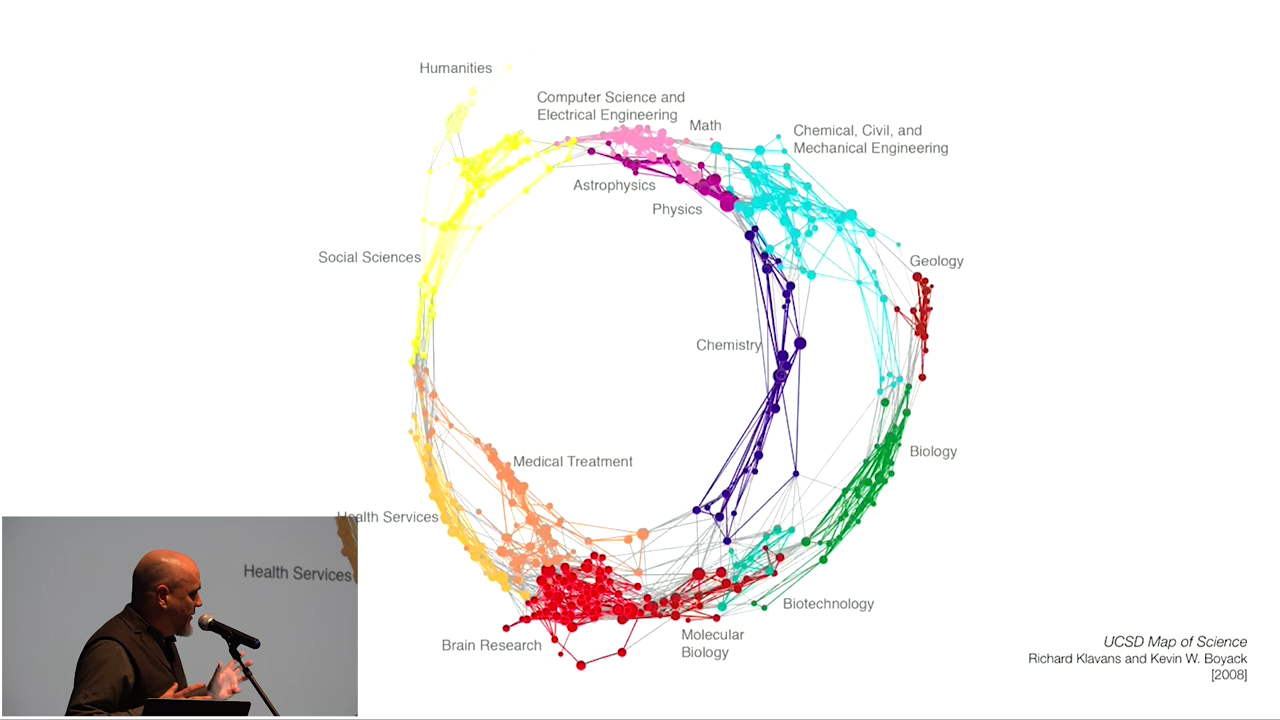 Humanities
Computer Science and
Electrical Engineering
Math
Chemical, Civil, and
Mechanical Engineering
Astrophysics
Physics
Social Sciences
Geology
Chemistry
Biology
Medical Treatment
Health Services
Health Services
Biotechnology
Brain Research
Molecular
Biology
UCSD Map of Science
Richard Klavans and Kevin W. Boyack
[2008]